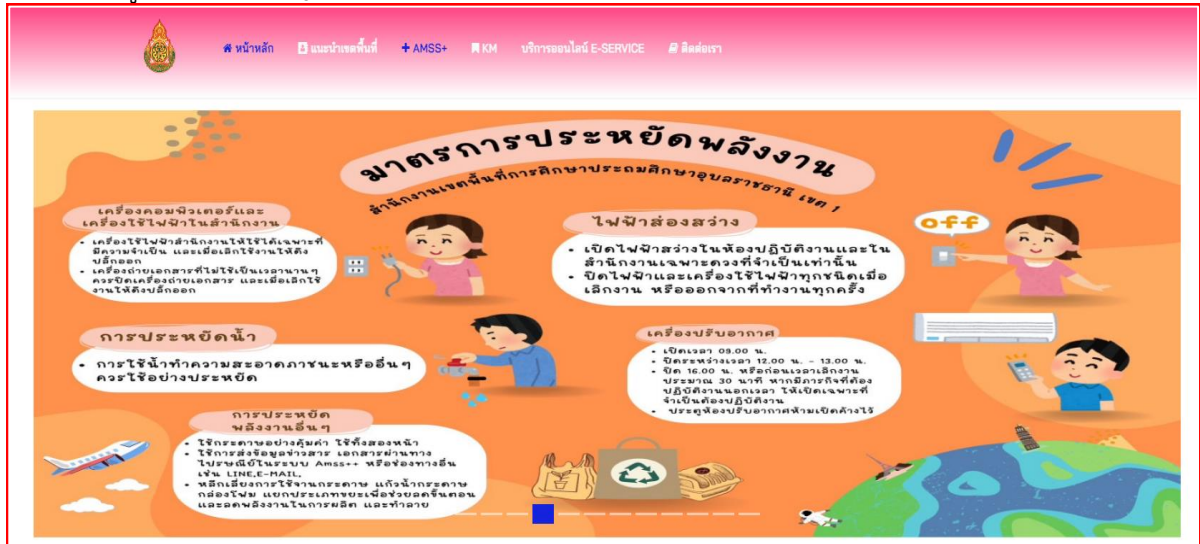 หน้าหลัก
แนะนำเขตพื้นที่
AMSS+
KM
บริการออนไลน์ E-SERVICE
ติดต่อเรา
มาตรการประหยัดพลังงาน
สำนักงานเขตพื้นที่การศึกษาประถมศึกษาอุบลราชธานี เขต 1
เครื่องคอมพิวเตอร์และ
เครื่องใช้ไฟฟ้าในสำนักงาน
• เครื่องใช้ไฟฟ้าสำนักงานให้ใช้ได้เฉพาะที่
มีความจำเป็น และเมื่อเลิกใช้งานให้ดึง
ปลั๊กออก
• เครื่องถ่ายเอกสารที่ไม่ใช้เป็นเวลานานๆ
ควรปิดเครื่องถ่ายเอกสาร และเมื่อเลิกใช้
งานให้ดึงปลั๊กออก
ไฟฟ้าส่องสว่าง
• เปิดไฟฟ้าสว่างในห้องปฏิบัติงานและใน
สำนักงานเฉพาะดวงที่จำเป็นเท่านั้น
• ปิดไฟฟ้าและเครื่องใช้ไฟฟ้าทุกชนิดเมื่อ
เลิกงาน หรือออกจากที่ทำงานทุกครั้ง
off
การประหยัดน้ำ
• การใช้น้ำทำความสะอาดภาชนะหรืออื่นๆ
ควรใช้อย่างประหยัด
เครื่องปรับอากาศ
• เปิดเวลา 09.00 น.
• ปิดระหว่างเวลา 12.00 น. - 13.00 น.
• ปิด 16.00 น. หรือก่อนเวลาเลิกงาน
ประมาณ 30 นาที หากมีภารกิจที่ต้อง
ปฏิบัติงานนอกเวลา ให้เปิดเฉพาะที่
จำเป็นต้องปฏิบัติงาน
• ประตูห้องปรับอากาศห้ามเปิดค้างไว้
การประหยัด
พลังงานอื่นๆ
• ใช้กระดาษอย่างคุ้มค่า ใช้ทั้งสองหน้า
• ใช้การส่งข้อมูลข่าวสาร เอกสารผ่านทาง
ไปรษณีย์ในระบบ Amss++ หรือช่องทางอื่น
เช่น LINE,E-MAIL,
• หลีกเลี่ยงการใช้จานกระดาษ แก้วน้ำกระดาษ
กล่องโฟม แยกประเภทขยะเพื่อช่วยลดขั้นตอน
และลดพลังงานในการผลิต และทำลาย